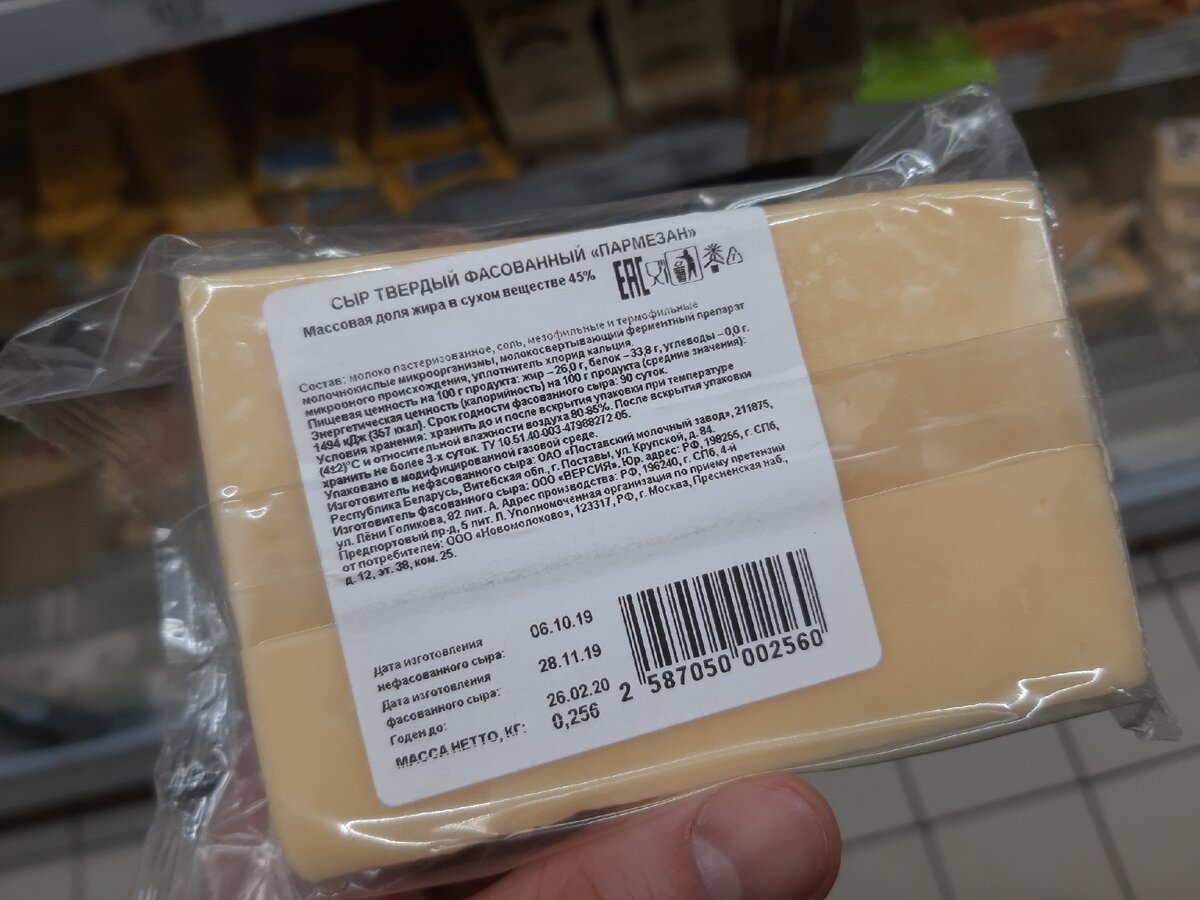 СЫР ТВЕРДЫЙ ФАСОВАННЫЙ «ПАРМЕЗАН»
Массовая доля жира в сухом веществе 45%
EAC
Состав: молоко пастеризованное, соль, мезофильные и термофильные
молочнокислые микроорганизмы, молокосвертывающий ферментный препарат
микробного происхождения, уплотнитель хлорид кальция.
Пищевая ценность на 100 г продукта: жир – 26,0 г, белок – 33,8 г, углеводы – 0,0 г.
Энергетическая ценность (калорийность) на 100 г продукта (средние значения):
1494 кДж (357 ккал). Срок годности фасованного сыра: 90 суток.
Условия хранения: хранить до и после вскрытия упаковки при температуре
(4±2)°С и относительной влажности воздуха 80-85%. После вскрытия упаковки
хранить не более 3-х суток. ТУ 10.51.40-003-47988272-05.
Упаковано в модифицированной газовой среде.
Изготовитель нефасованного сыра: ОАО «Поставский молочный завод», 211875,
Республика Беларусь, Витебская обл., г. Поставы, ул. Крупской, д. 84.
Изготовитель фасованного сыра: ООО «ВЕРСИЯ». Юр. адрес: РФ, 198255, г. СПб,
ул. Лёни Голикова, 82 лит. А. Адрес производства: РФ, 196240, г. СПб, 4-й
Предпортовый пр-д, 5 лит. Л. Уполномоченная организация по приему претензий
от потребителей: ООО «Новомолоково», 123317, РФ, г. Москва, Пресненская наб.,
д. 12, эт. 38, ком. 25.
Дата изготовления
нефасованного сыра: 06.10.19
Дата изготовления
фасованного сыра: 28.11.19
Годен до: 26.02.20
МАССА НЕТТО, КГ: 0,256
2 587050 002560